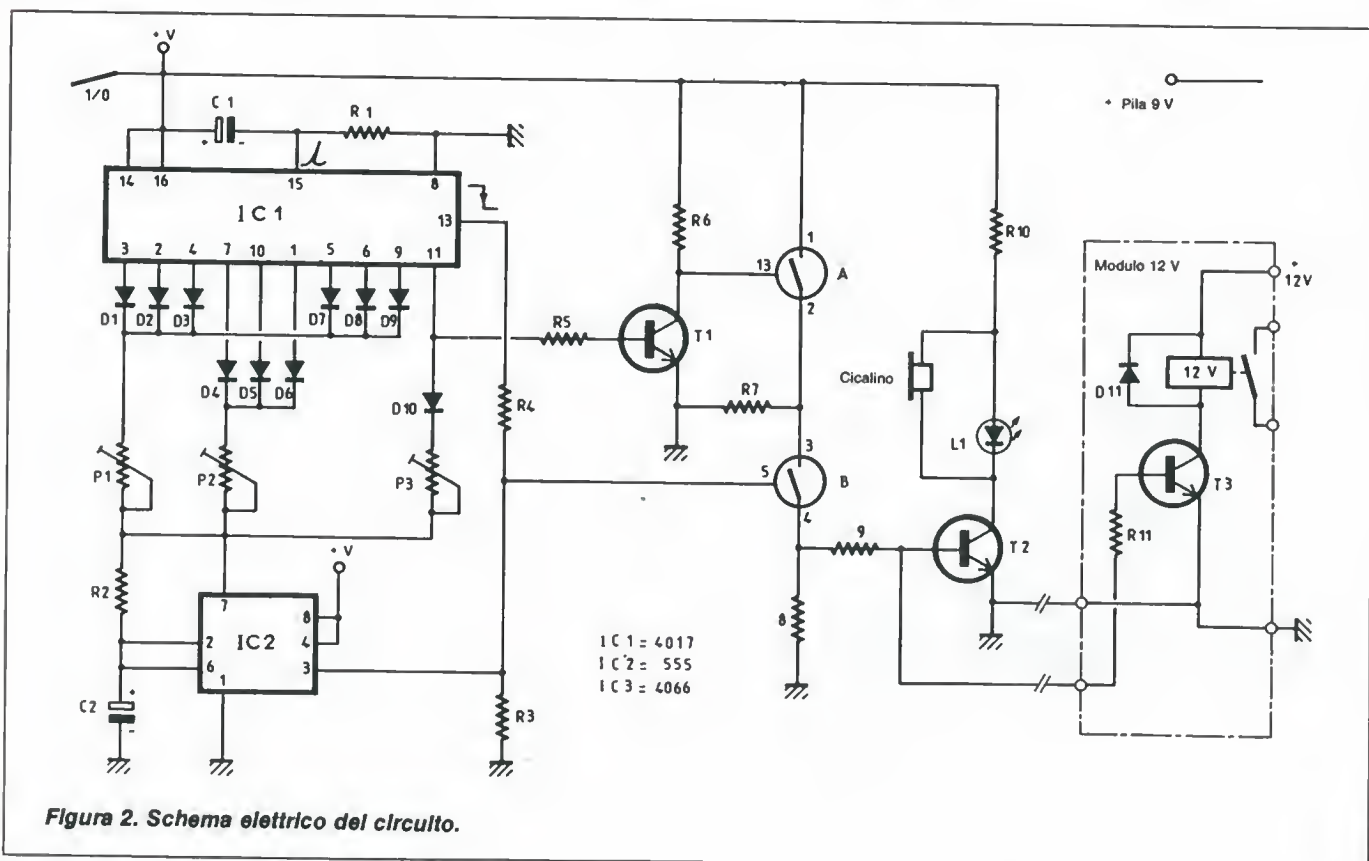 + V
1/0
C 1
+ -
R 1
14 16 15 8
IC1
13
3 2 4 7 10 1 5 6 9 11
D1 D2 D3 D7 D8 D9
D4 D5 D6
D10
P1 P2 P3
R4
R5
T1
R6
R7
13 1 A
2
3
5 B
4
9
8
R10
Cicalino
L1
T2
+ Pila 9 V
Modulo 12 V
+
12V
D11
12 V
T3
R11
R2
+ V
7
IC2
8
4
2
6
3
1
C2
+
-
R3
IC1 = 4017
IC2 = 555
IC3 = 4066
Figura 2. Schema elettrico del circuito.